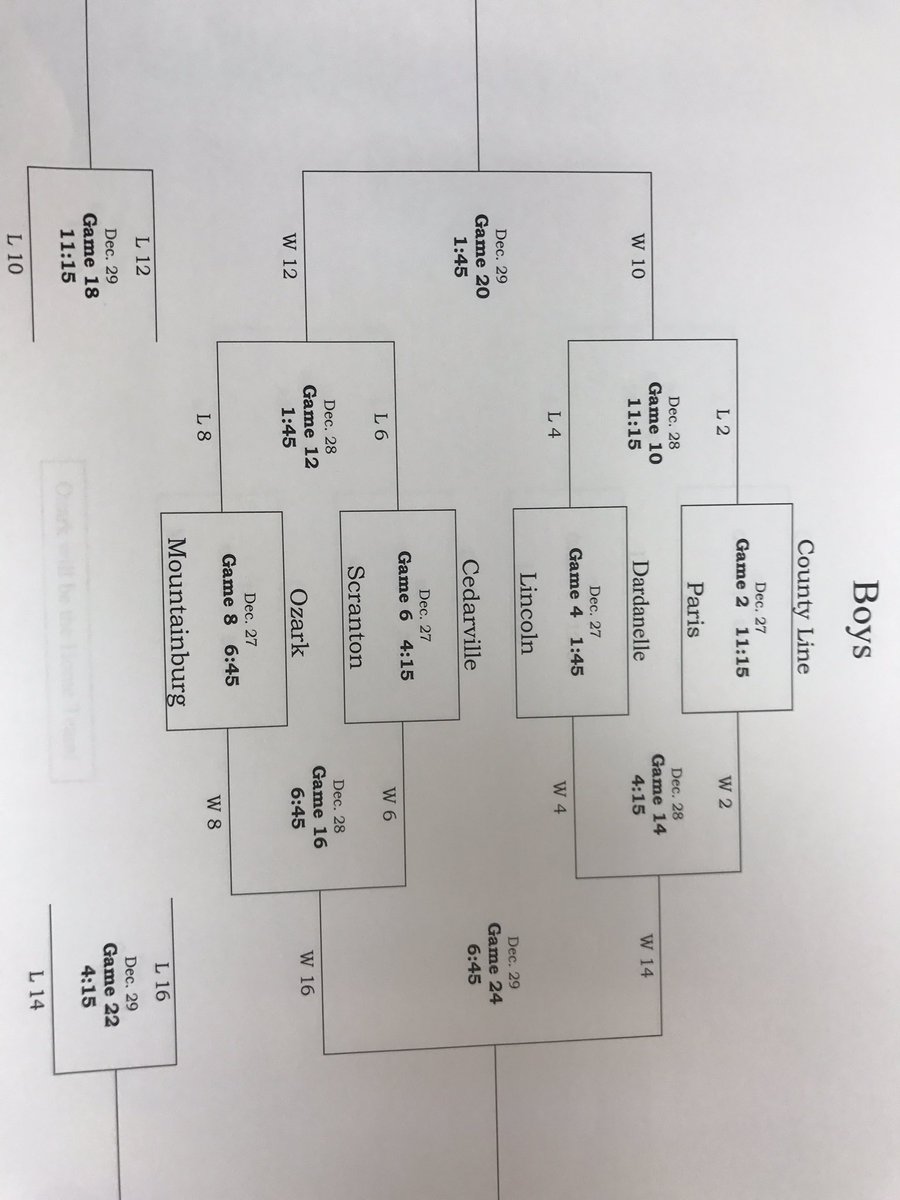 Boys
County Line
Dec. 27
Game 2 11:15
Paris
L 2
Dec. 28
Game 10
11:15
L 4
W 2
Dec. 28
Game 14
4:15
W 4
Dardanelle
Dec. 27
Game 4 1:45
Lincoln
W 10
Dec. 29
Game 20
1:45
W 12
W 14
Dec. 29
Game 24
6:45
W 16
Cedarville
Dec. 27
Game 6 4:15
Scranton
L 6
Dec. 28
Game 12
1:45
L 8
W 6
Dec. 28
Game 16
6:45
W 8
Ozark
Dec. 27
Game 8 6:45
Mountainburg
L 12
Dec. 29
Game 18
11:15
L 10
L 16
Dec. 29
Game 22
4:15
L 14
Ozark will be the Home Team!